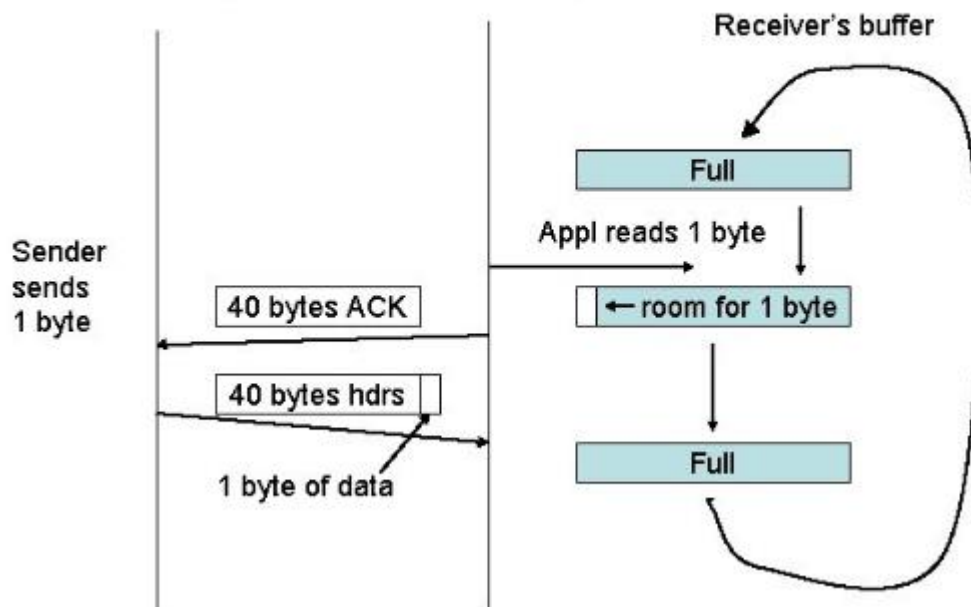 Receiver's buffer
Full
Appl reads 1 byte
Sender
sends
1 byte
40 bytes ACK
room for 1 byte
40 bytes hdrs
Full
1 byte of data